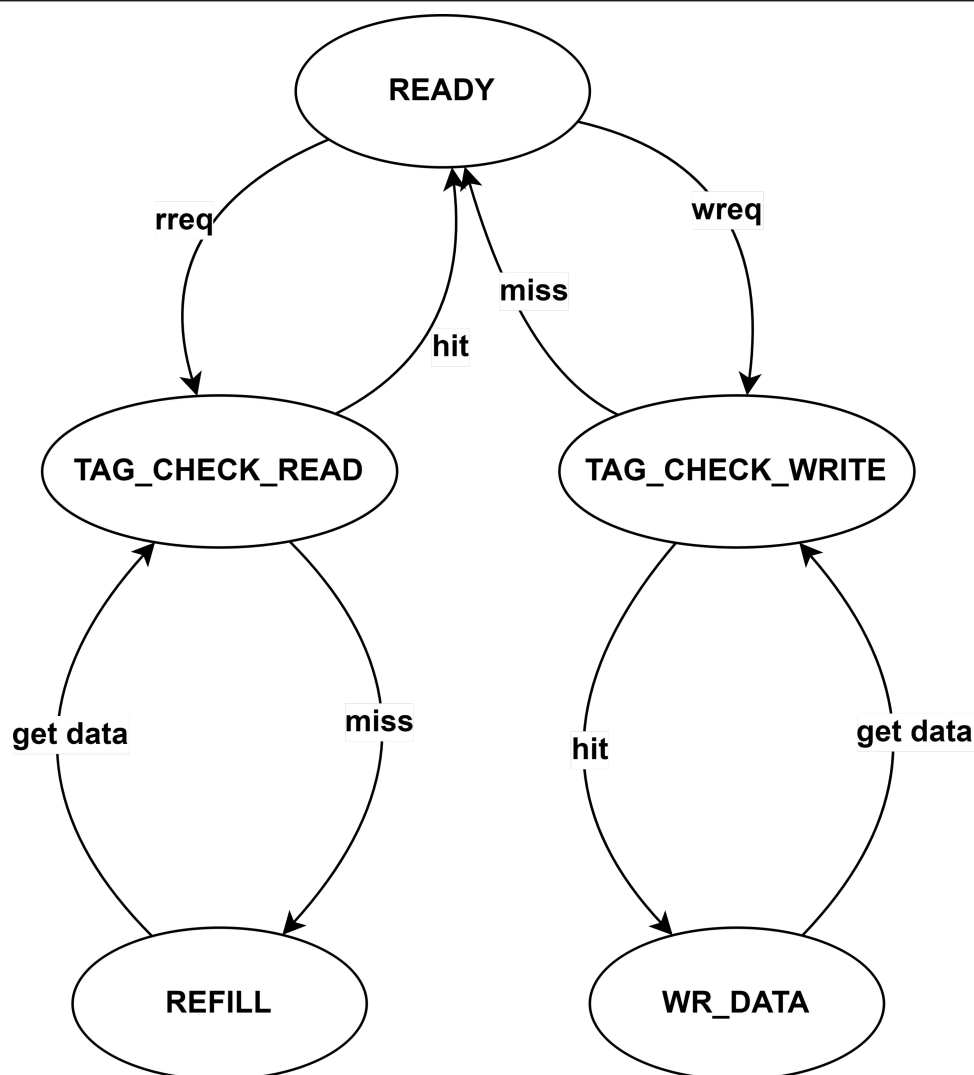 READY
rreq
wreq
miss
hit
TAG_CHECK_READ
TAG_CHECK_WRITE
get data
miss
hit
get data
REFILL
WR_DATA